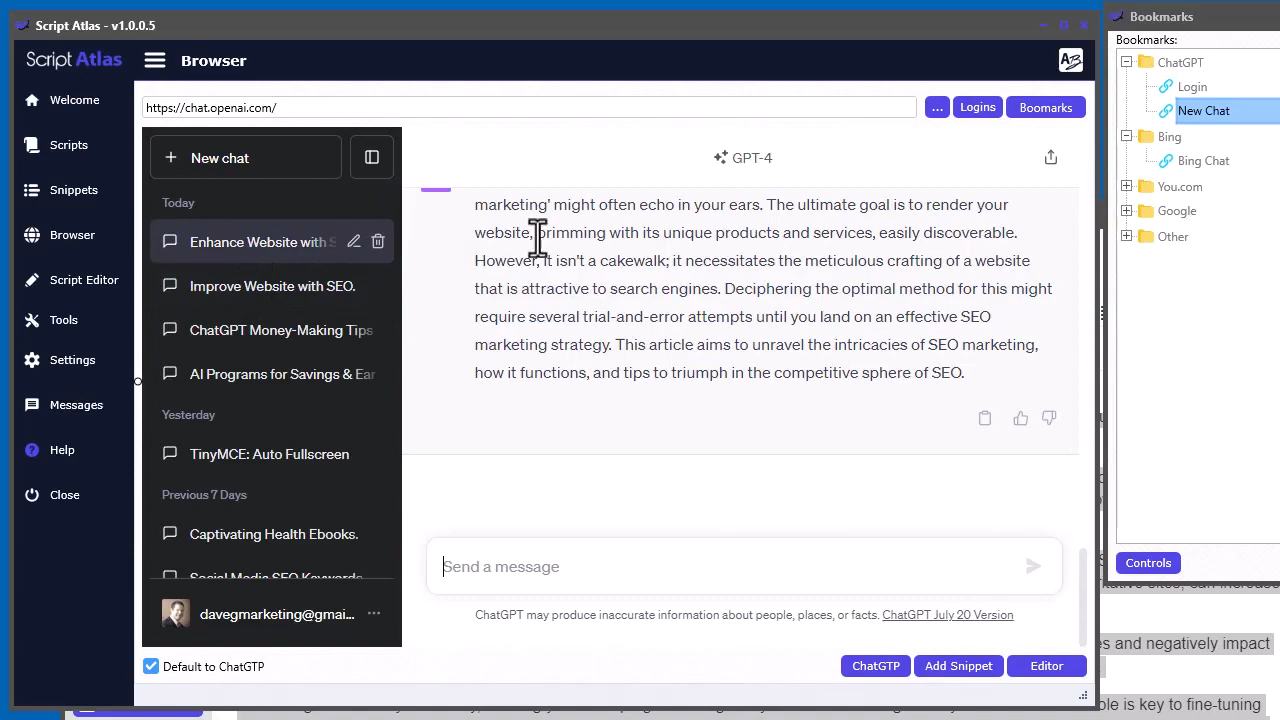 Script Atlas - v1.0.0.5
Script Atlas
Browser
AB
Welcome
Scripts
Snippets
Browser
Script Editor
Tools
Settings
Messages
Help
Close
https://chat.openai.com/
...
Logins
Boomarks
New chat
Today
Enhance Website with S
Improve Website with SEO.
ChatGPT Money-Making Tips
AI Programs for Savings & Ear
Yesterday
TinyMCE: Auto Fullscreen
Previous 7 Days
Captivating Health Ebooks.
Social Media SEO Keywords
davegmarketing@gmai...
GPT-4
marketing' might often echo in your ears. The ultimate goal is to render your
website, brimming with its unique products and services, easily discoverable.
However, it isn't a cakewalk; it necessitates the meticulous crafting of a website
that is attractive to search engines. Deciphering the optimal method for this might
require several trial-and-error attempts until you land on an effective SEO
marketing strategy. This article aims to unravel the intricacies of SEO marketing,
how it functions, and tips to triumph in the competitive sphere of SEO.
Send a message
ChatGPT may produce inaccurate information about people, places, or facts. ChatGPT July 20 Version
Default to ChatGTP
ChatGTP
Add Snippet
Editor
Bookmarks
Bookmarks:
ChatGPT
Login
New Chat
Bing
Bing Chat
You.com
Google
Other
Controls
es and negatively impact
ble is key to fine-tuning